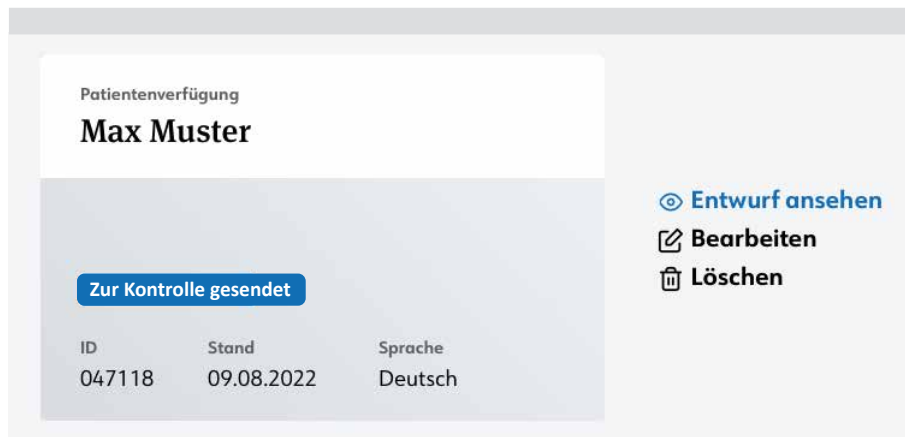 Patientenverfügung
Max Muster
Entwurf ansehen
Bearbeiten
Löschen
Zur Kontrolle gesendet
ID Stand Sprache
047118 09.08.2022 Deutsch